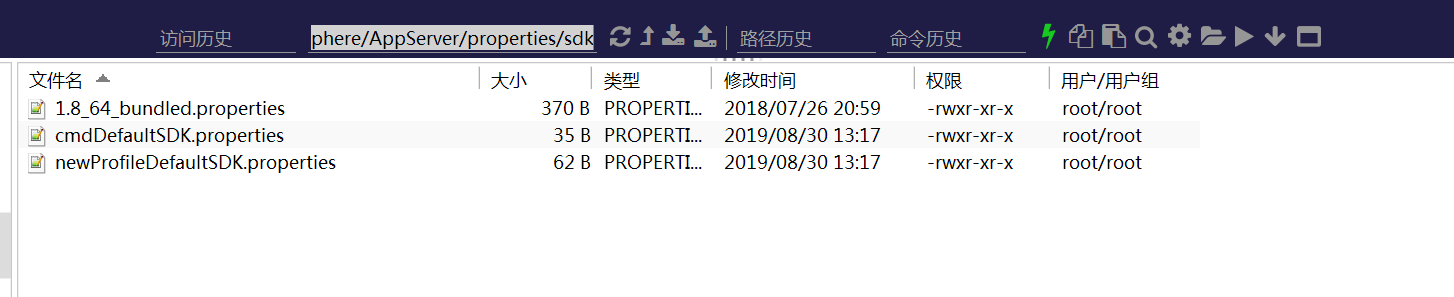 访问历史 phere/AppServer/properties/sdk 路径历史 命令历史
文件名 大小 类型 修改时间 权限 用户/用户组
1.8_64_bundled.properties 370 B PROPERTI... 2018/07/26 20:59 -rwxr-xr-x root/root
cmdDefaultSDK.properties 35 B PROPERTI... 2019/08/30 13:17 -rwxr-xr-x root/root
newProfileDefaultSDK.properties 62 B PROPERTI... 2019/08/30 13:17 -rwxr-xr-x root/root